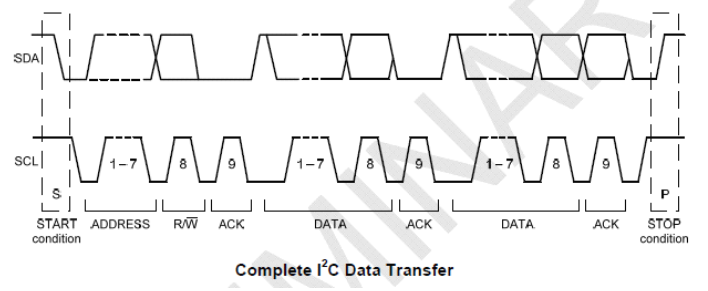 SDA
SCL
1–7 8 9 1–7 8 9 1–7 8 9
S P
START condition ADDRESS R/W̅ ACK DATA ACK DATA ACK STOP condition
Complete I²C Data Transfer